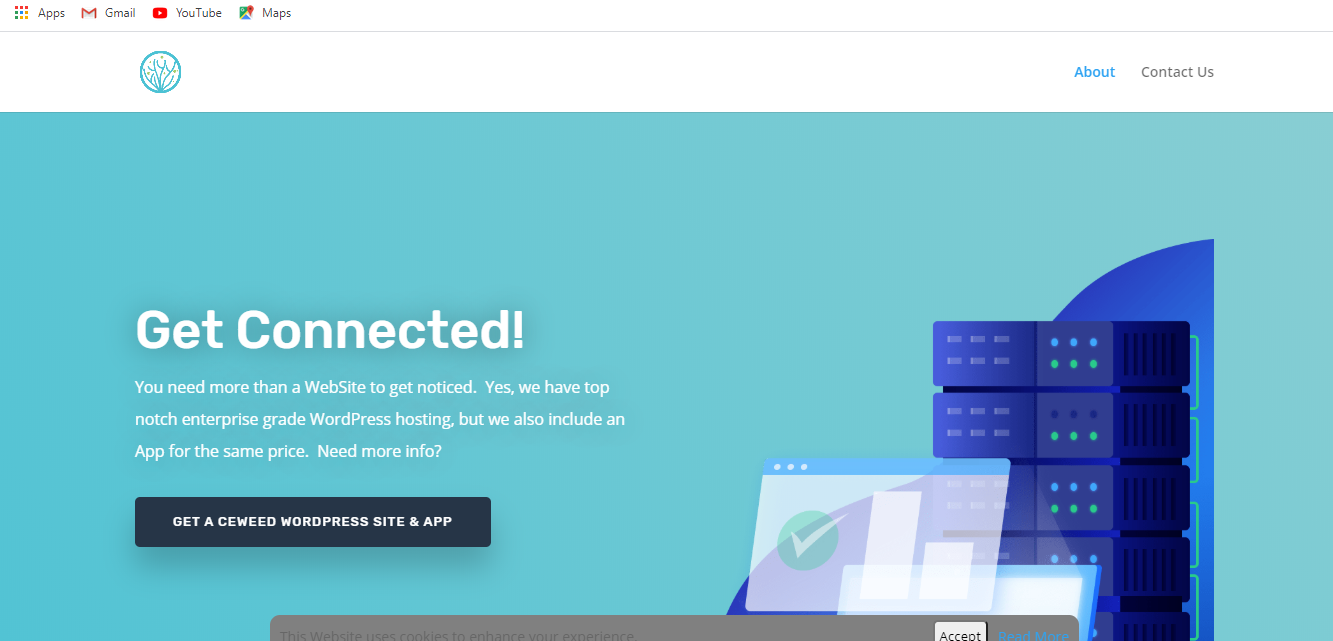 Apps Gmail YouTube Maps
About Contact Us
Get Connected!
You need more than a WebSite to get noticed.  Yes, we have top
notch enterprise grade WordPress hosting, but we also include an
App for the same price.  Need more info?
GET A CEWEED WORDPRESS SITE & APP
This Website uses cookies to enhance your experience. Accept Read More